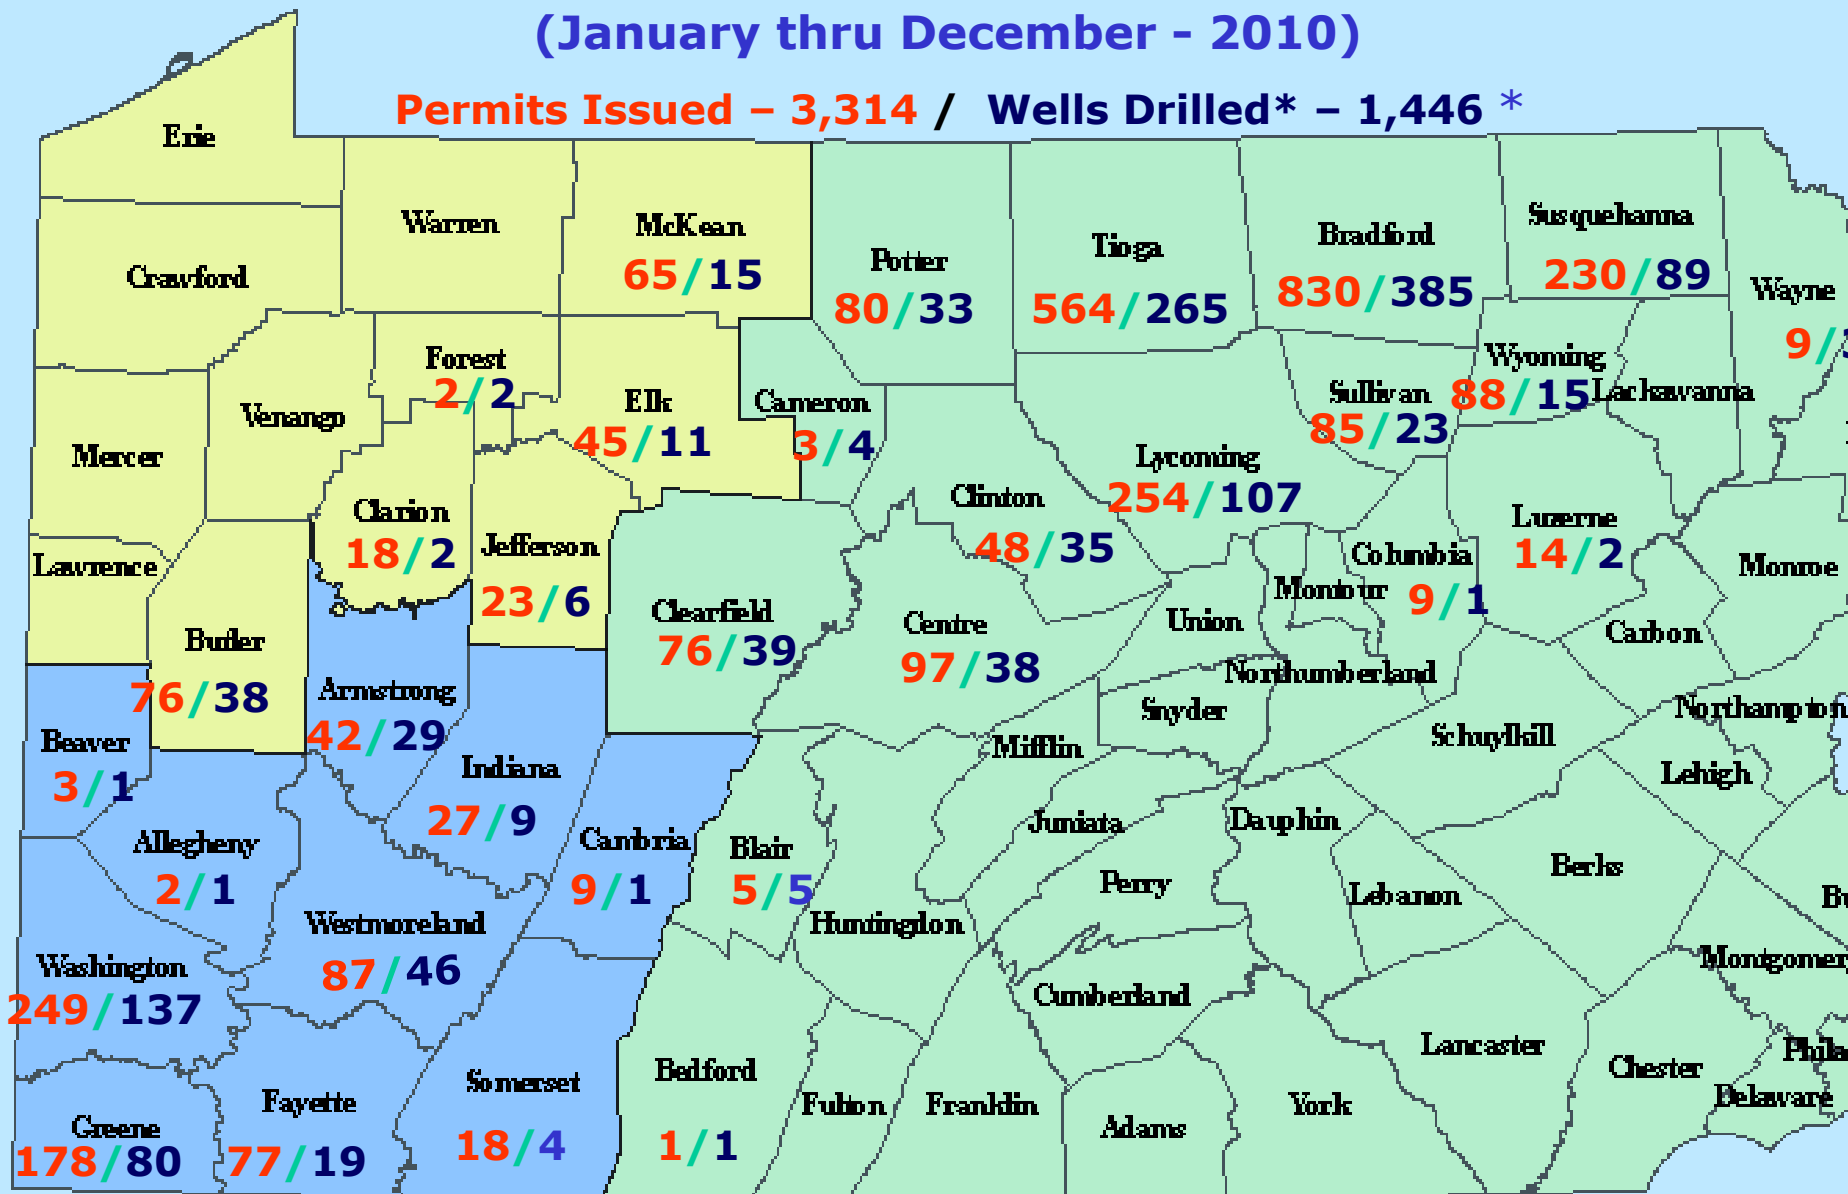 (January thru December - 2010)
Permits Issued – 3,314 / Wells Drilled* – 1,446 *
Erie
Warren
McKean
65/15
Crawford
Potter
80/33
Tioga
564/265
Bradford
830/385
Susquehanna
230/89
Wayne
9/
Forest
2/2
Venango
Elk
45/11
Cameron
3/4
Sullivan
85/23
Wyoming
88/15
Lackawanna
Mercer
Lycoming
254/107
Clinton
48/35
Clarion
18/2
Jefferson
23/6
Lawrence
Columbia
9/1
Luzerne
14/2
Monroe
Montour
Clearfield
76/39
Centre
97/38
Union
Carbon
Butler
76/38
Armstrong
42/29
Northumberland
Snyder
Northampton
Beaver
3/1
Indiana
27/9
Mifflin
Schuylkill
Lehigh
Allegheny
2/1
Cambria
9/1
Blair
5/5
Juniata
Dauphin
Perry
Lebanon
Berks
Bu
Westmoreland
87/46
Huntingdon
Washington
249/137
Cumberland
Montgomer
Lancaster
Chester
Phila
Delaware
Greene
178/80
Fayette
77/19
Somerset
18/4
Bedford
1/1
Fulton
Franklin
Adams
York